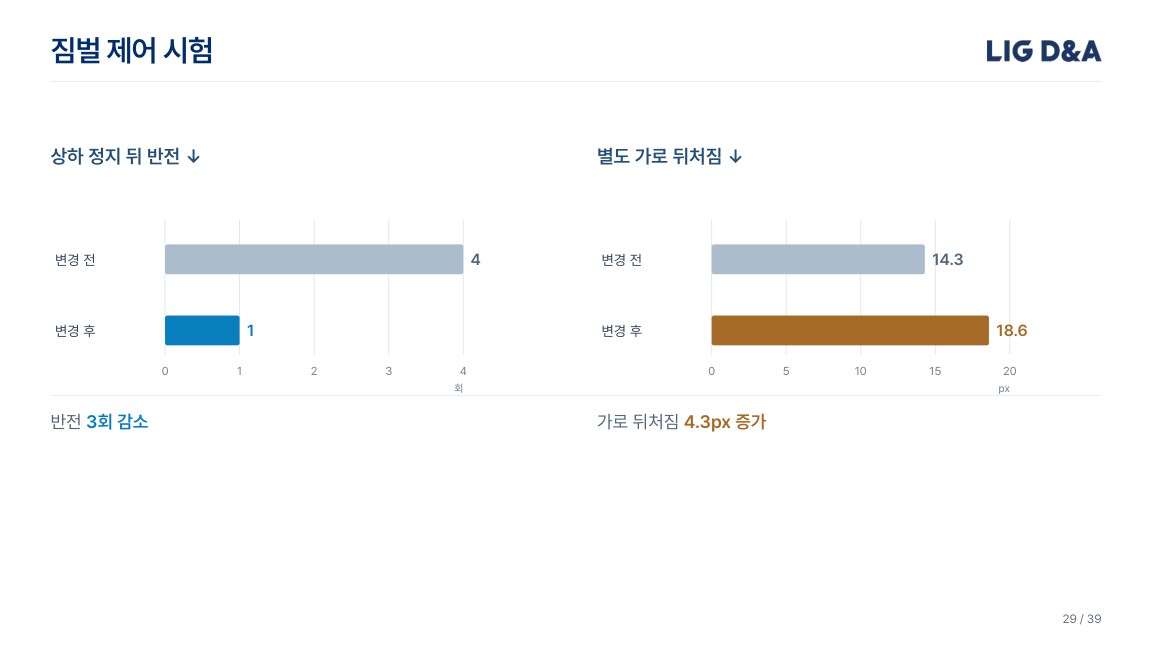 짐벌 제어 시험
LIG D&A
상하 정지 뒤 반전 ↓
변경 전
4
변경 후
1
0 1 2 3 4
회
반전 3회 감소
별도 가로 뒤처짐 ↓
변경 전
14.3
변경 후
18.6
0 5 10 15 20
px
가로 뒤처짐 4.3px 증가
29 / 39